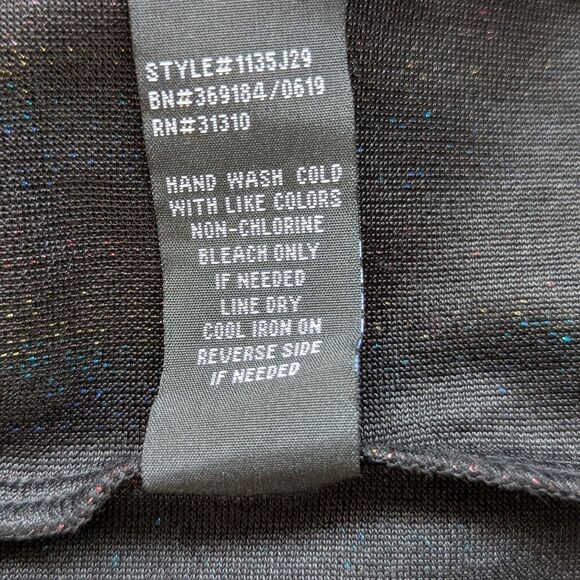 STYLE#1135J29
BN#369184/0619
RN#31310
HAND WASH COLD
WITH LIKE COLORS
NON-CHLORINE
BLEACH ONLY
IF NEEDED
LINE DRY
COOL IRON ON
REVERSE SIDE
IF NEEDED